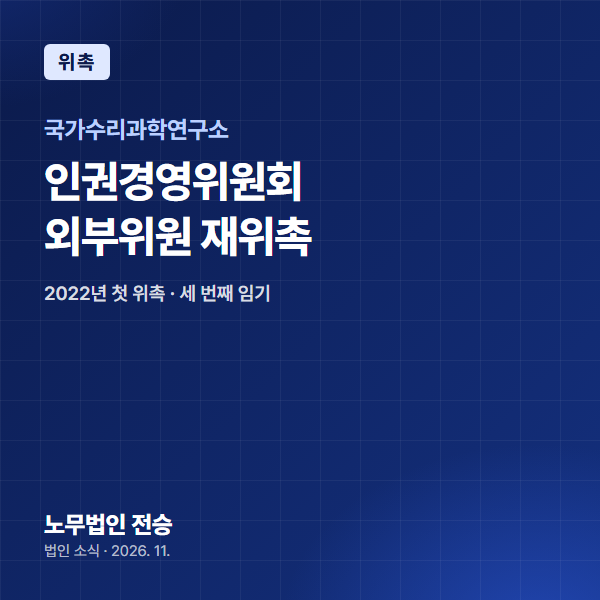 위촉
국가수리과학연구소
인권경영위원회
외부위원 재위촉
2022년 첫 위촉 · 세 번째 임기
노무법인 전승
법인 소식 · 2026. 11.